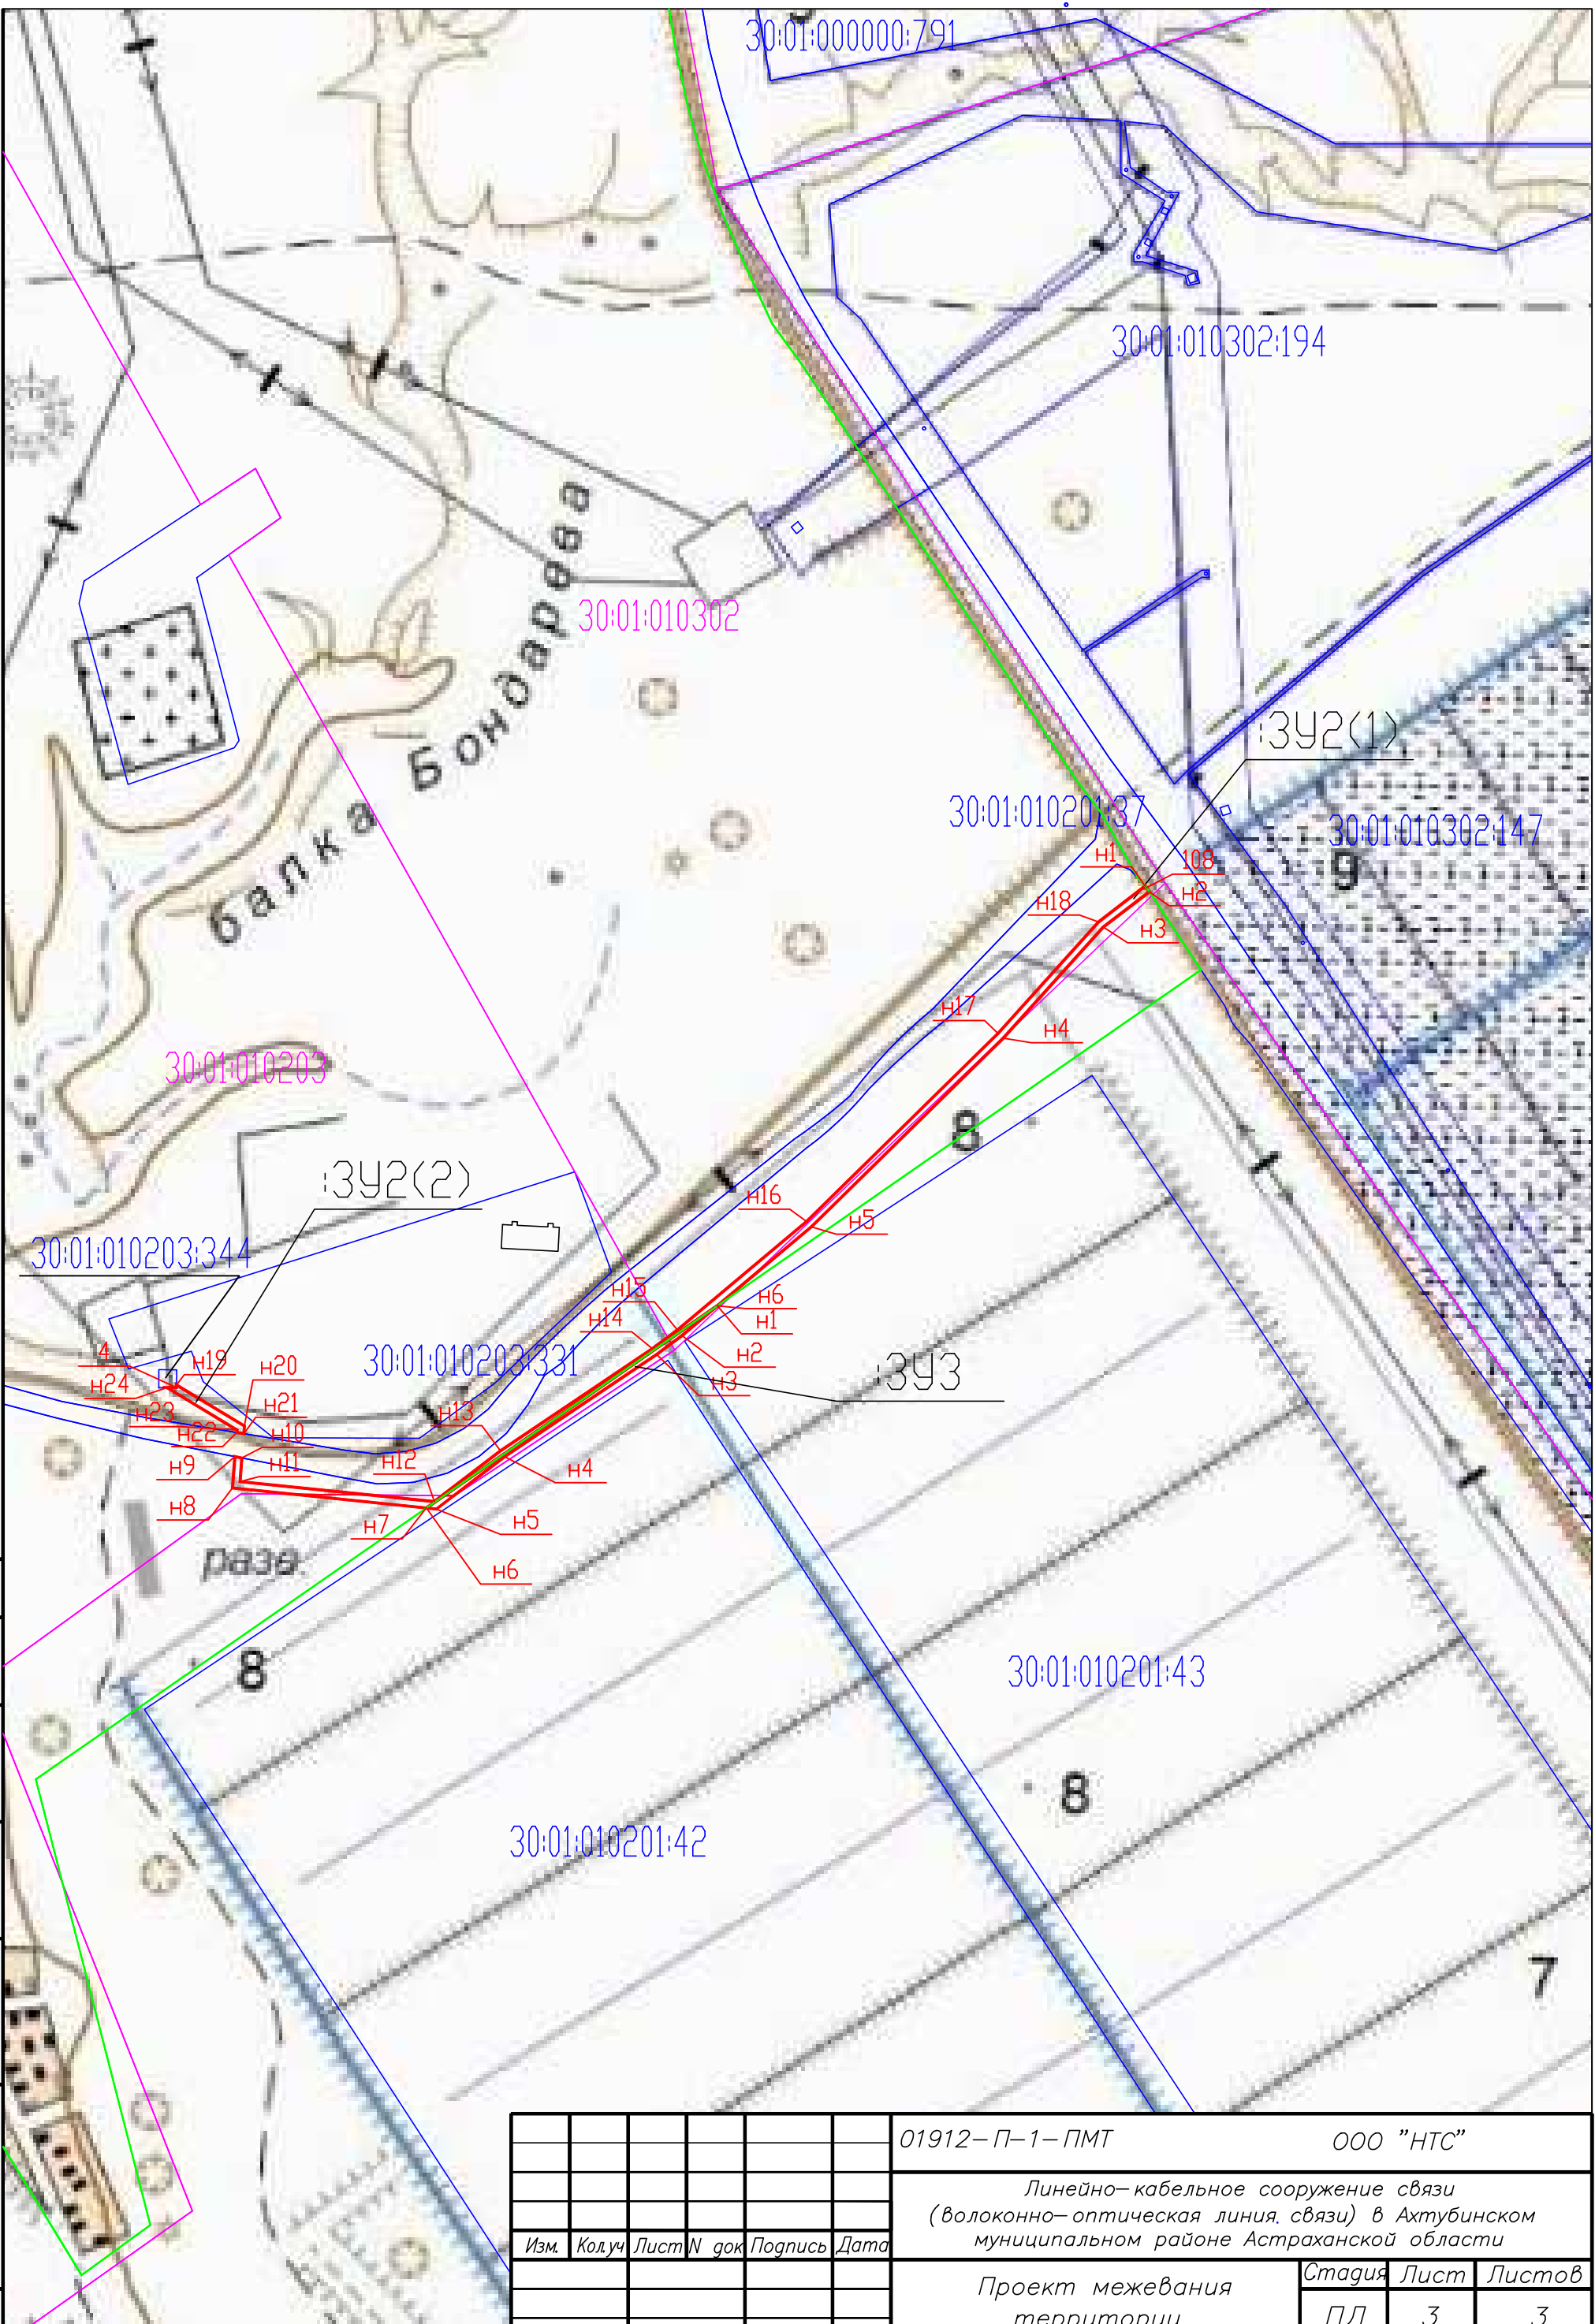 30:01:000000:791
30:01:010302:194
30:01:010302
балка Бондарева
:ЗУ2(1)
30:01:010201:37
30:01:010302:147
9
н1
108
н2
н18
н3
н17
н4
30:01:010203
8
:ЗУ2(2)
н16
н5
30:01:010203:344
н15
н6
н14
н1
н2
4
н19
н20
30:01:010203:331
:ЗУ3
н24
н3
н23
н21
н13
н22
н10
н9
н11
н12
н4
н8
н7
н5
разв.
н6
8
30:01:010201:43
8
30:01:010201:42
7
01912-П-1-ПМТ
ООО "НТС"
Линейно-кабельное сооружение связи
(волоконно-оптическая линия связи) в Ахтубинском
муниципальном районе Астраханской области
Изм. Кол.уч Лист N док Подпись Дата
Проект межевания
территории
Стадия Лист Листов
ПД 3 3